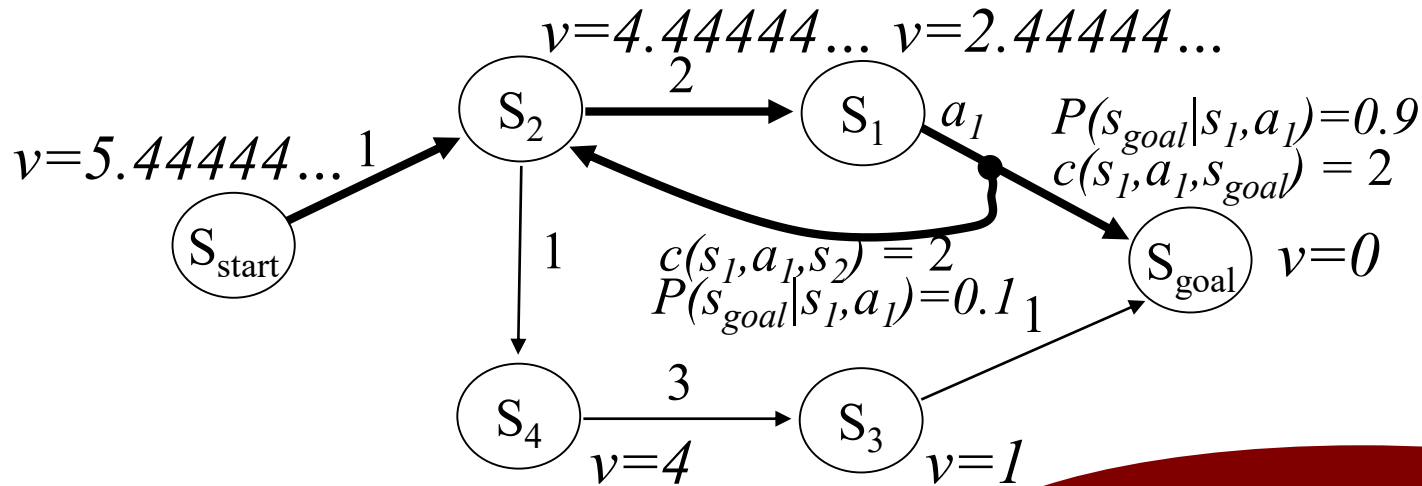 v=4.44444... v=2.44444...
2
S2
S1
a1
P(sgoal|s1,a1)=0.9
c(s1,a1,sgoal) = 2
v=5.44444...
1
Sstart
1
c(s1,a1,s2) = 2
P(sgoal|s1,a1)=0.1
1
Sgoal
v=0
3
S4
S3
v=4
v=1